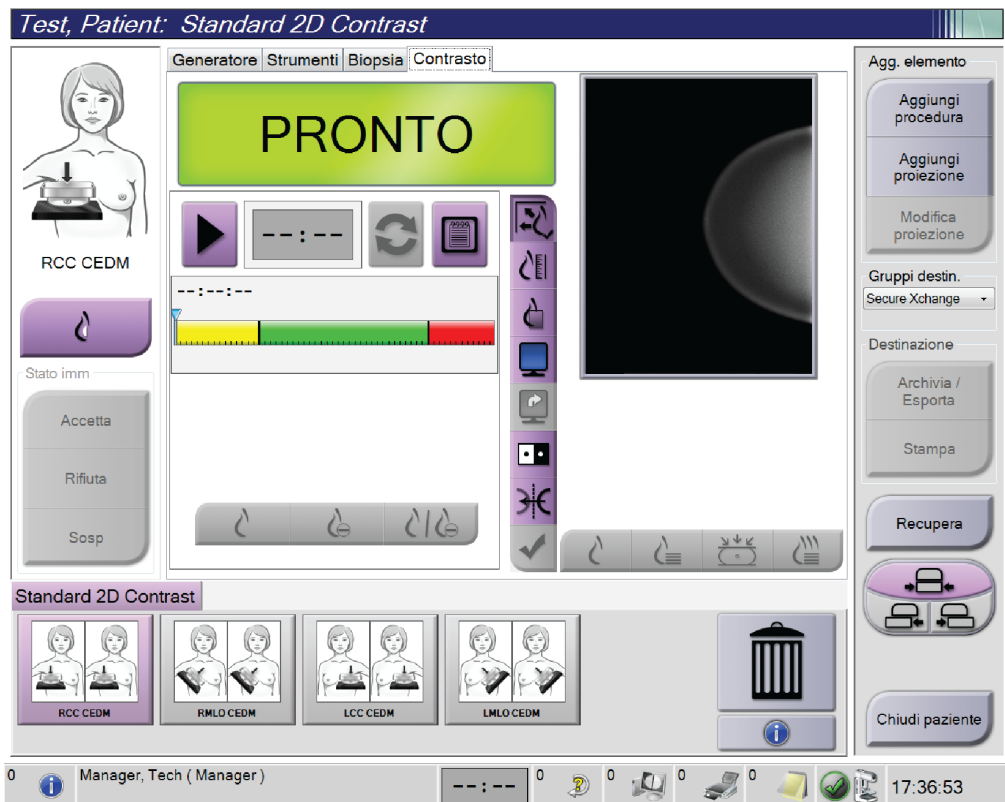 Test, Patient: Standard 2D Contrast
Generatore Strumenti Biopsia Contrasto
PRONTO
RCC CEDM
--:--
--:--:--
Stato imm
Accetta
Rifiuta
Sosp
Agg. elemento
Aggiungi
procedura
Aggiungi
proiezione
Modifica
proiezione
Gruppi destin.
Secure Xchange
Destinazione
Archivia /
Esporta
Stampa
Recupera
Chiudi paziente
Standard 2D Contrast
RCC CEDM
RMLO CEDM
LCC CEDM
LMLO CEDM
0 Manager, Tech ( Manager ) --:-- 0 0 0 0 17:36:53